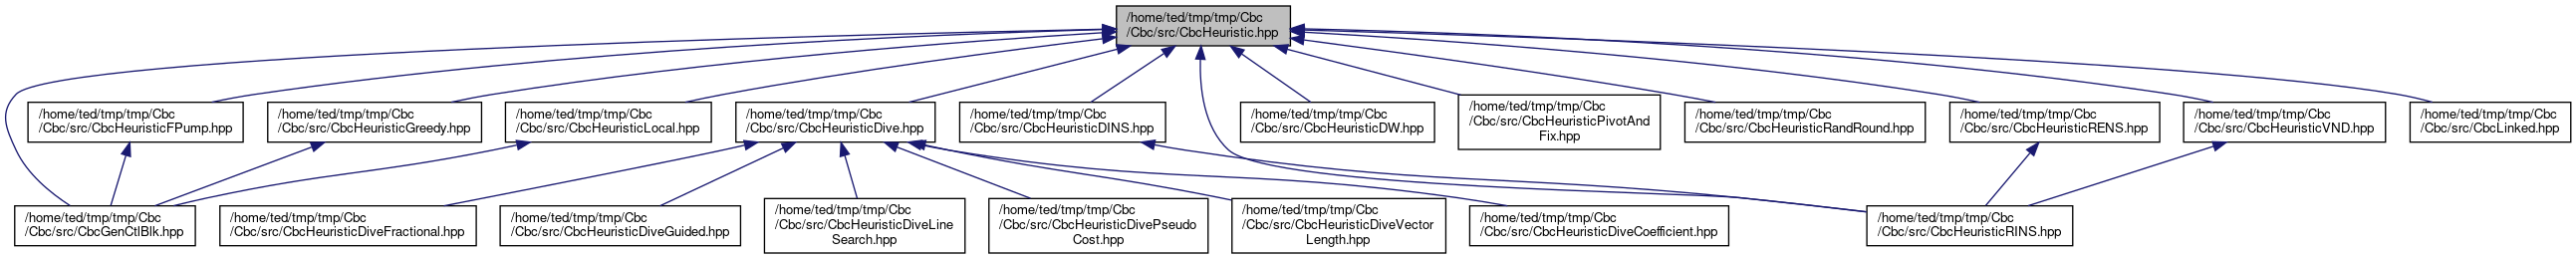 /home/ted/tmp/tmp/Cbc
/Cbc/src/CbcHeuristic.hpp
/home/ted/tmp/tmp/Cbc
/Cbc/src/CbcHeuristicFPump.hpp
/home/ted/tmp/tmp/Cbc
/Cbc/src/CbcHeuristicGreedy.hpp
/home/ted/tmp/tmp/Cbc
/Cbc/src/CbcHeuristicLocal.hpp
/home/ted/tmp/tmp/Cbc
/Cbc/src/CbcHeuristicDive.hpp
/home/ted/tmp/tmp/Cbc
/Cbc/src/CbcHeuristicDINS.hpp
/home/ted/tmp/tmp/Cbc
/Cbc/src/CbcHeuristicDW.hpp
/home/ted/tmp/tmp/Cbc
/Cbc/src/CbcHeuristicPivotAnd
Fix.hpp
/home/ted/tmp/tmp/Cbc
/Cbc/src/CbcHeuristicRandRound.hpp
/home/ted/tmp/tmp/Cbc
/Cbc/src/CbcHeuristicRENS.hpp
/home/ted/tmp/tmp/Cbc
/Cbc/src/CbcHeuristicVND.hpp
/home/ted/tmp/tmp/Cbc
/Cbc/src/CbcLinked.hpp
/home/ted/tmp/tmp/Cbc
/Cbc/src/CbcGenCtlBlk.hpp
/home/ted/tmp/tmp/Cbc
/Cbc/src/CbcHeuristicDiveFractional.hpp
/home/ted/tmp/tmp/Cbc
/Cbc/src/CbcHeuristicDiveGuided.hpp
/home/ted/tmp/tmp/Cbc
/Cbc/src/CbcHeuristicDiveLine
Search.hpp
/home/ted/tmp/tmp/Cbc
/Cbc/src/CbcHeuristicDivePseudo
Cost.hpp
/home/ted/tmp/tmp/Cbc
/Cbc/src/CbcHeuristicDiveVector
Length.hpp
/home/ted/tmp/tmp/Cbc
/Cbc/src/CbcHeuristicDiveCoefficient.hpp
/home/ted/tmp/tmp/Cbc
/Cbc/src/CbcHeuristicRINS.hpp